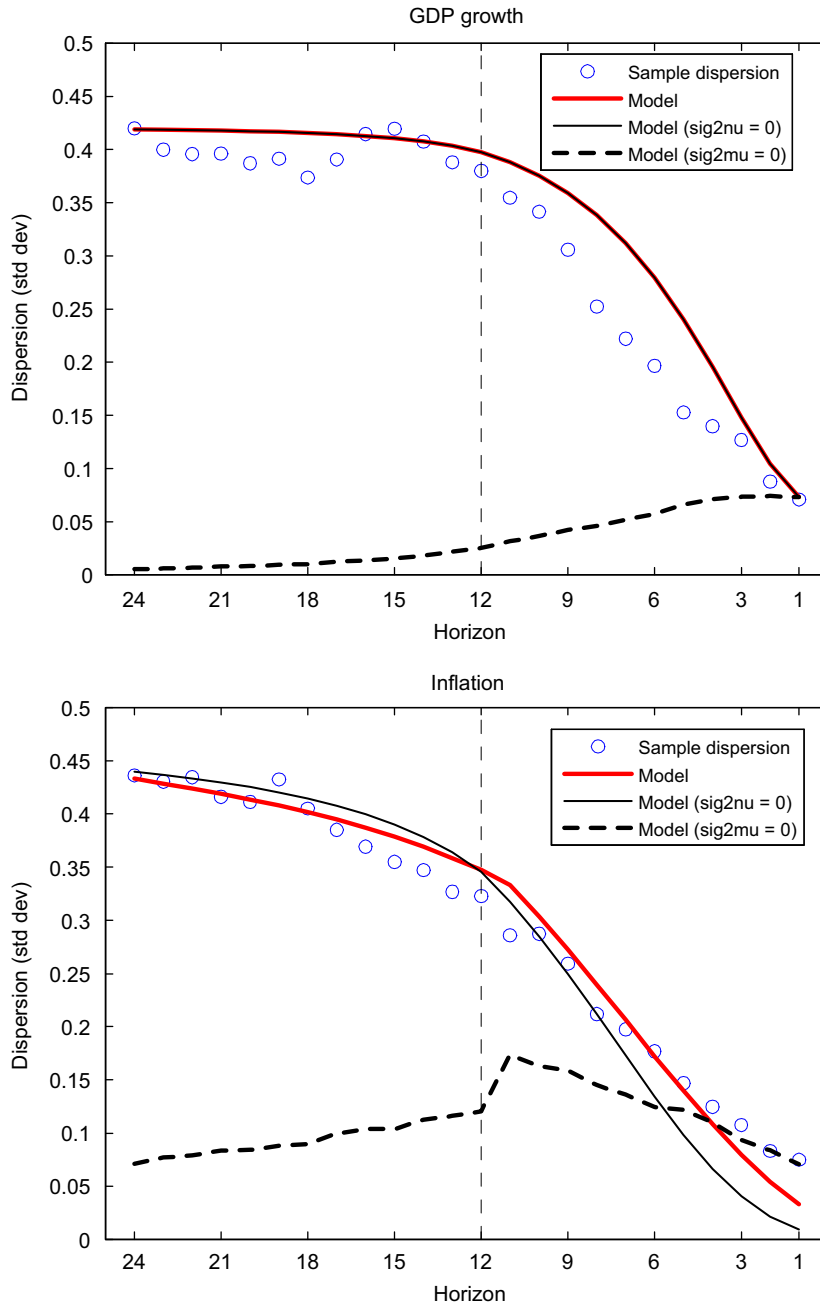 GDP growth
0.5
0.45
0.4
0.35
0.3
0.25
0.2
0.15
0.1
0.05
0
Dispersion (std dev)
Sample dispersion
Model
Model (sig2nu = 0)
Model (sig2mu = 0)
24 21 18 15 12 9 6 3 1
Horizon
Inflation
0.5
0.45
0.4
0.35
0.3
0.25
0.2
0.15
0.1
0.05
0
Dispersion (std dev)
Sample dispersion
Model
Model (sig2nu = 0)
Model (sig2mu = 0)
24 21 18 15 12 9 6 3 1
Horizon